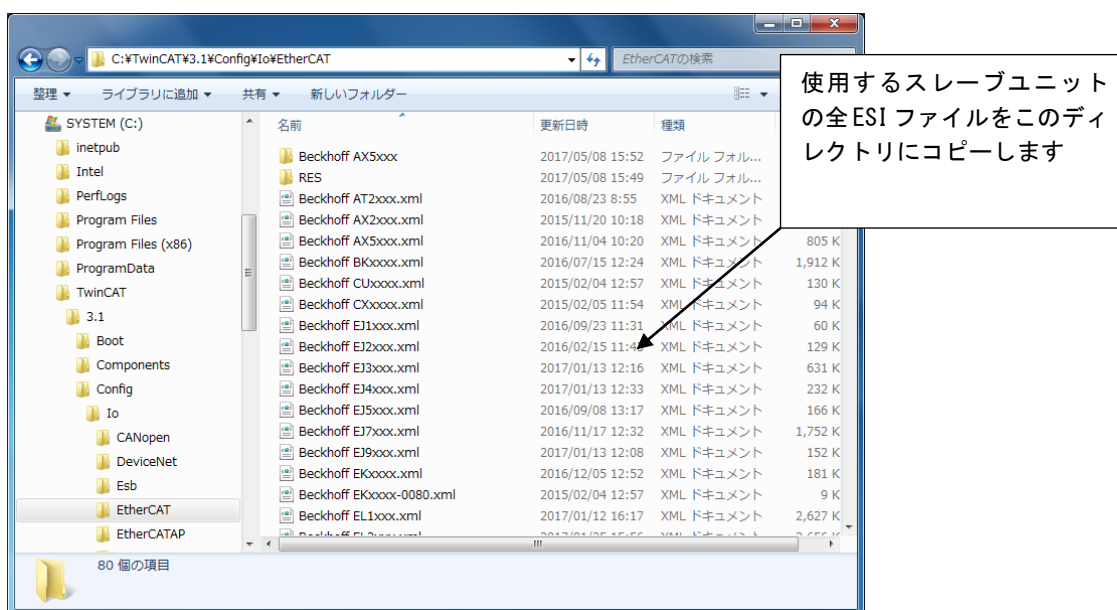 C:¥TwinCAT¥3.1¥Config¥Io¥EtherCAT
EtherCATの検索
整理 ライブラリに追加 共有 新しいフォルダー
使用するスレーブユニット
の全ESIファイルをこのディ
レクトリにコピーします
SYSTEM (C:)
inetpub
Intel
PerfLogs
Program Files
Program Files (x86)
ProgramData
TwinCAT
3.1
Boot
Components
Config
Io
CANopen
DeviceNet
Esb
EtherCAT
EtherCATAP
名前 更新日時 種類
Beckhoff AX5xxx 2017/05/08 15:52 ファイル フォル...
RES 2017/05/08 15:49 ファイル フォル...
Beckhoff AT2xxx.xml 2016/08/23 8:55 XML ドキュメント
Beckhoff AX2xxx.xml 2015/11/20 10:18 XML ドキュメント
Beckhoff AX5xxx.xml 2016/11/04 10:20 XML ドキュメント 805 K
Beckhoff BKxxxx.xml 2016/07/15 12:24 XML ドキュメント 1,912 K
Beckhoff CUxxxx.xml 2015/02/04 12:57 XML ドキュメント 130 K
Beckhoff CXxxxx.xml 2015/02/05 11:54 XML ドキュメント 94 K
Beckhoff EJ1xxx.xml 2016/09/23 11:31 XML ドキュメント 60 K
Beckhoff EJ2xxx.xml 2016/02/15 XML ドキュメント 129 K
Beckhoff EJ3xxx.xml 2017/01/13 12:16 XML ドキュメント 631 K
Beckhoff EJ4xxx.xml 2017/01/13 12:33 XML ドキュメント 232 K
Beckhoff EJ5xxx.xml 2016/09/08 13:17 XML ドキュメント 166 K
Beckhoff EJ7xxx.xml 2016/11/17 12:32 XML ドキュメント 1,752 K
Beckhoff EJ9xxx.xml 2017/01/13 12:08 XML ドキュメント 152 K
Beckhoff EKxxxx.xml 2016/12/05 12:52 XML ドキュメント 181 K
Beckhoff EKxxxx-0080.xml 2015/02/04 12:57 XML ドキュメント 9 K
Beckhoff EL1xxx.xml 2017/01/12 16:17 XML ドキュメント 2,627 K
80 個の項目